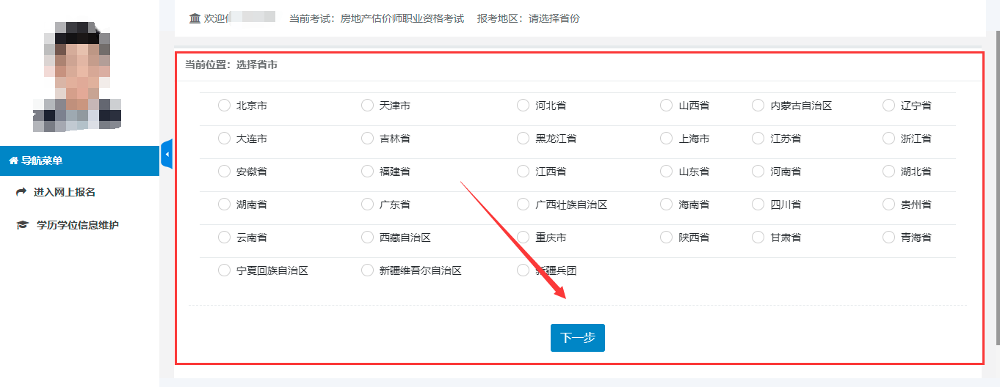 欢迎 当前考试：房地产估价师职业资格考试 报考地区：请选择省份
当前位置：选择省市
北京市 天津市 河北省 山西省 内蒙古自治区 辽宁省
大连市 吉林省 黑龙江省 上海市 江苏省 浙江省
导航菜单
安徽省 福建省 江西省 山东省 河南省 湖北省
进入网上报名
湖南省 广东省 广西壮族自治区 海南省 四川省 贵州省
学历学位信息维护
云南省 西藏自治区 重庆市 陕西省 甘肃省 青海省
宁夏回族自治区 新疆维吾尔自治区 新疆兵团
下一步